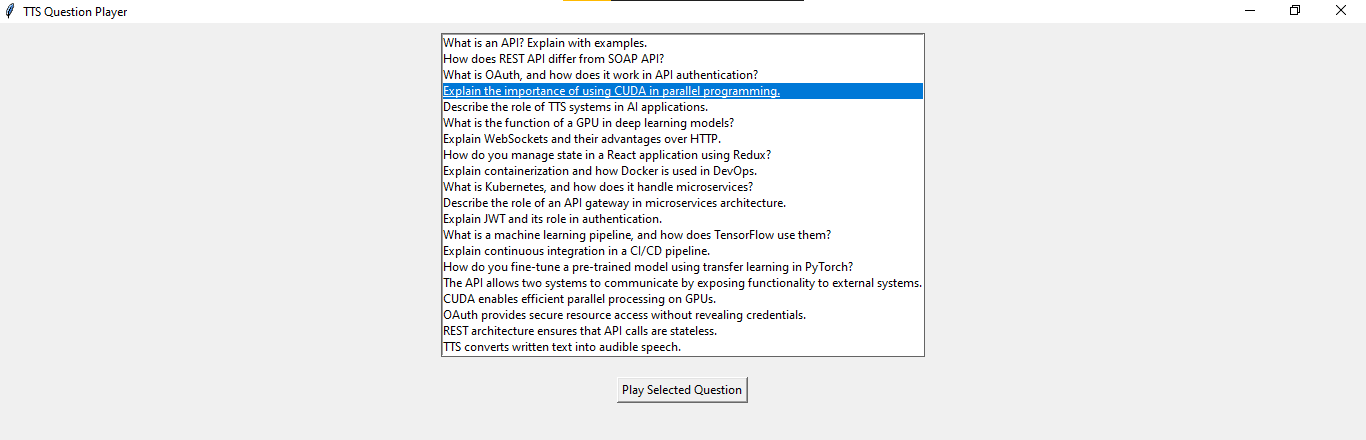 TTS Question Player
What is an API? Explain with examples.
How does REST API differ from SOAP API?
What is OAuth, and how does it work in API authentication?
Explain the importance of using CUDA in parallel programming.
Describe the role of TTS systems in AI applications.
What is the function of a GPU in deep learning models?
Explain WebSockets and their advantages over HTTP.
How do you manage state in a React application using Redux?
Explain containerization and how Docker is used in DevOps.
What is Kubernetes, and how does it handle microservices?
Describe the role of an API gateway in microservices architecture.
Explain JWT and its role in authentication.
What is a machine learning pipeline, and how does TensorFlow use them?
Explain continuous integration in a CI/CD pipeline.
How do you fine-tune a pre-trained model using transfer learning in PyTorch?
The API allows two systems to communicate by exposing functionality to external systems.
CUDA enables efficient parallel processing on GPUs.
OAuth provides secure resource access without revealing credentials.
REST architecture ensures that API calls are stateless.
TTS converts written text into audible speech.
Play Selected Question